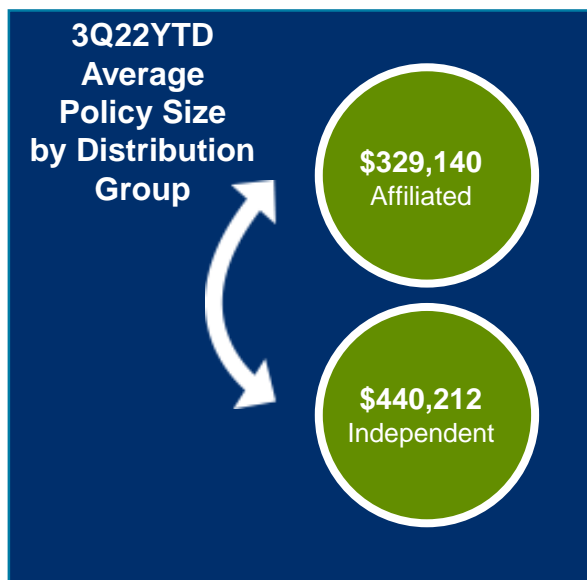 3Q22YTD
Average
Policy Size
by Distribution
Group
$329,140
Affiliated
$440,212
Independent